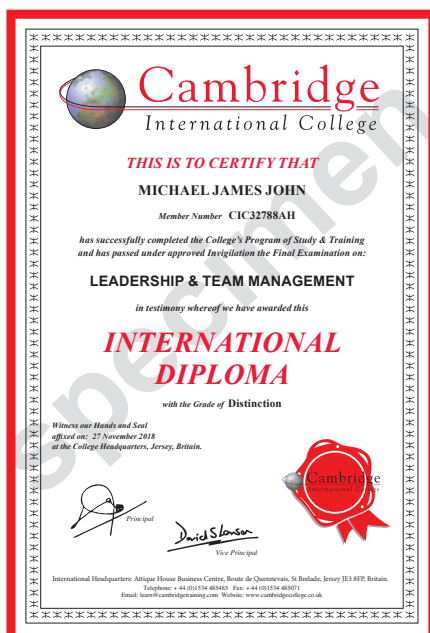 Cambridge
International College
THIS IS TO CERTIFY THAT
MICHAEL JAMES JOHN
Member Number CIC32788AH
has successfully completed the College's Program of Study & Training
and has passed under approved Invigilation the Final Examination on:
LEADERSHIP & TEAM MANAGEMENT
in testimony whereof we have awarded this
INTERNATIONAL
DIPLOMA
with the Grade of Distinction
Witness our Hands and Seal
affixed on: 27 November 2018
at the College Headquarters, Jersey, Britain.
Cambridge
International College
Principal
David S Lawson
Vice Principal
International Headquarters: Attique House Business Centre, Route de Quennevais, St Brelade, Jersey JE3 8FP, Britain.
Telephone: + 44 (0)1534 485485 Fax: + 44 (0)1534 485071
Email: learn@cambridgetraining.com Website: www.cambridgecollege.co.uk
specimen